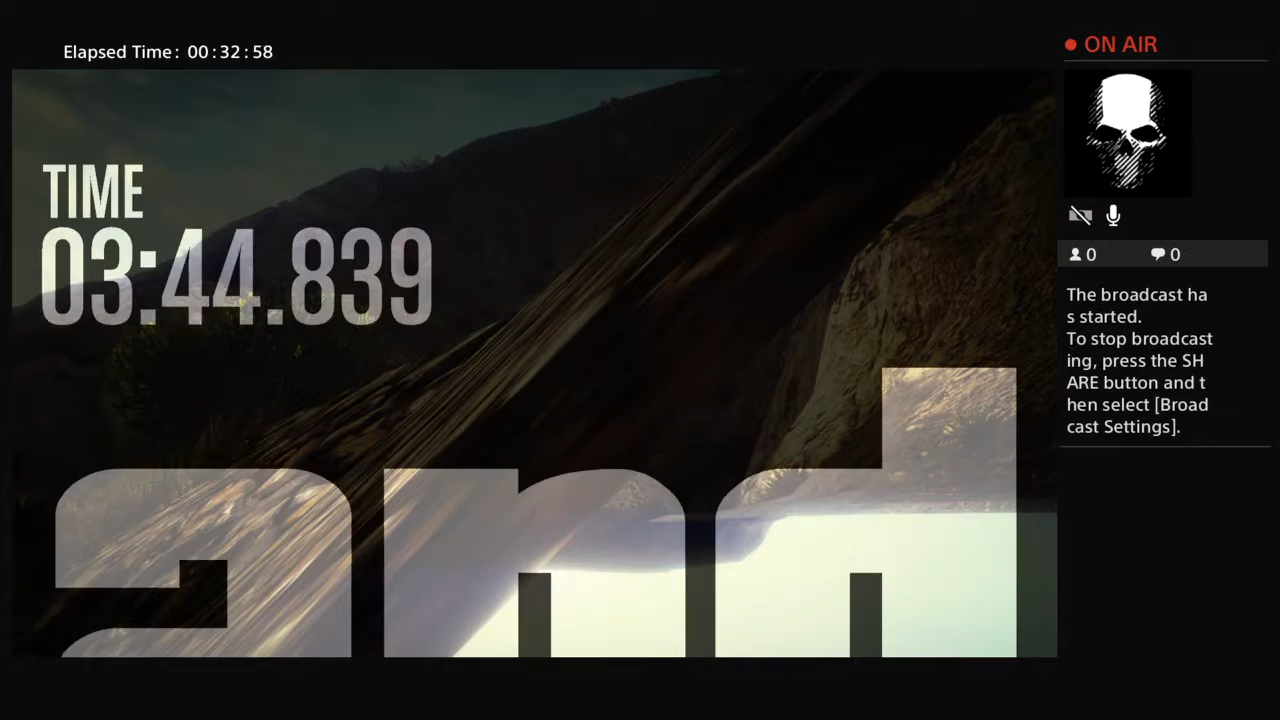 Elapsed Time: 00:32:58
ON AIR
TIME
03:44.839
0 0
The broadcast ha
s started.
To stop broadcast
ing, press the SH
ARE button and t
hen select [Broad
cast Settings].
and